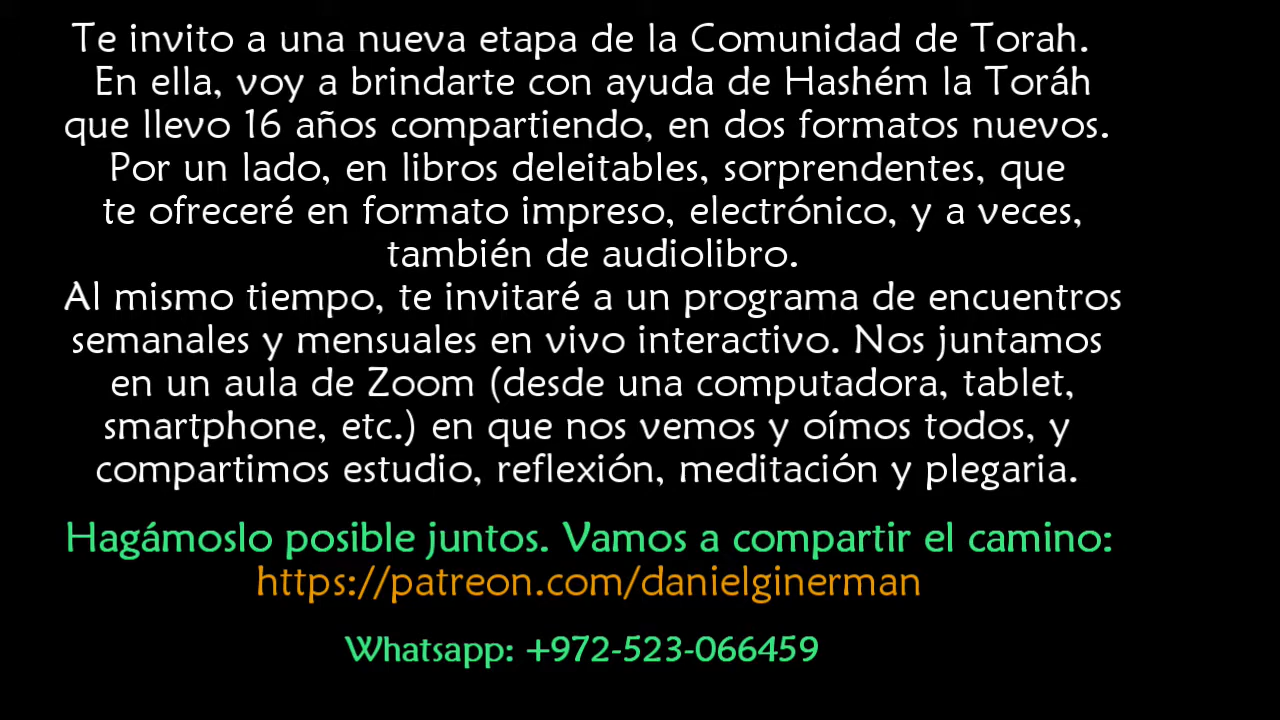 Te invito a una nueva etapa de la Comunidad de Torah.
En ella, voy a brindarte con ayuda de Hashém la Toráh
que llevo 16 años compartiendo, en dos formatos nuevos.
Por un lado, en libros deleitables, sorprendentes, que
te ofreceré en formato impreso, electrónico, y a veces,
también de audiolibro.
Al mismo tiempo, te invitaré a un programa de encuentros
semanales y mensuales en vivo interactivo. Nos juntamos
en un aula de Zoom (desde una computadora, tablet,
smartphone, etc.) en que nos vemos y oímos todos, y
compartimos estudio, reflexión, meditación y plegaria.
Hagámoslo posible juntos. Vamos a compartir el camino:
https://patreon.com/danielginerman
Whatsapp: +972-523-066459